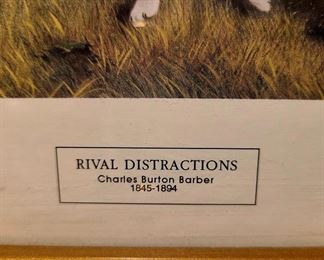 RIVAL DISTRACTIONS
Charles Burton Barber
1845-1894